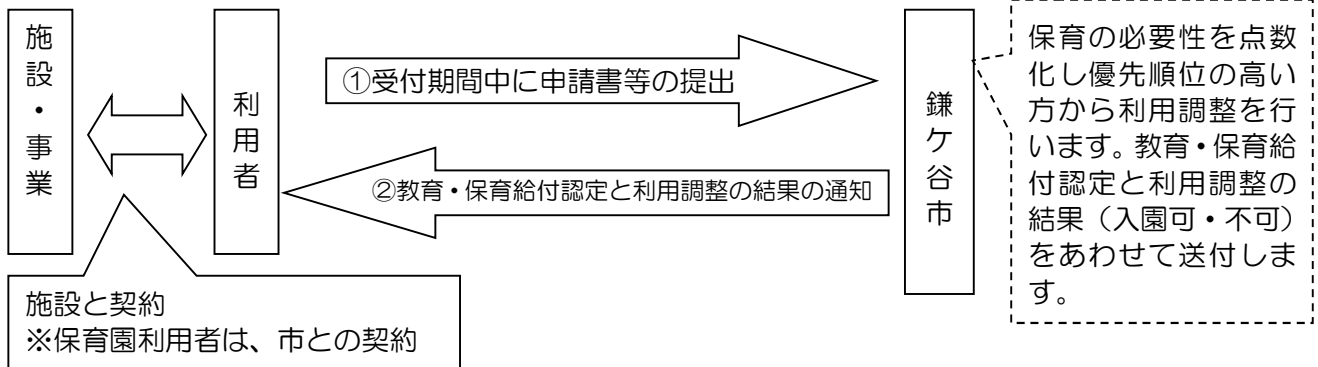 施設・事業
利用者
①受付期間中に申請書等の提出
②教育・保育給付認定と利用調整の結果の通知
鎌ケ谷市
保育の必要性を点数
化し優先順位の高い
方から利用調整を行
います。教育・保育給
付認定と利用調整の
結果（入園可・不可）
をあわせて送付しま
す。
施設と契約
※保育園利用者は、市との契約